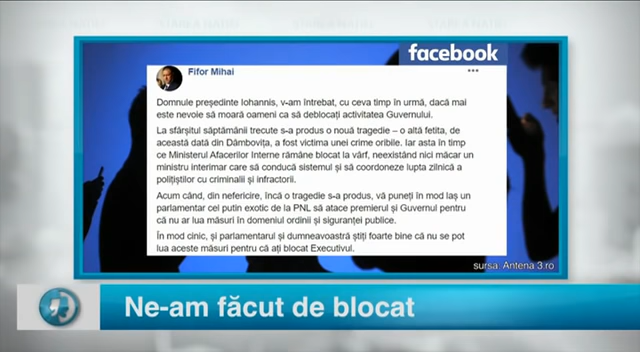 facebook
Fifor Mihai
Domnule președinte Iohannis, v-am întrebat, cu ceva timp în urmă, dacă mai
este nevoie să moară oameni ca să deblocați activitatea Guvernului.
La sfârșitul săptămânii trecute s-a produs o nouă tragedie – o altă fetita, de
această dată din Dâmbovița, a fost victima unei crime oribile. Iar asta în timp
ce Ministerul Afacerilor Interne rămâne blocat la vârf, neexistând nici măcar un
ministru interimar care să conducă sistemul și să coordoneze lupta zilnică a
polițiștilor cu criminalii și infractorii.
Acum când, din nefericire, încă o tragedie s-a produs, vă puneți în mod laș un
parlamentar cel putin exotic de la PNL să atace premierul și Guvernul pentru
că nu ar lua măsuri în domeniul ordinii și siguranței publice.
În mod cinic, și parlamentarul și dumneavoastră știți foarte bine că nu se pot
lua aceste măsuri pentru că ați blocat Executivul.
sursa: Antena 3.ro
Ne-am făcut de blocat